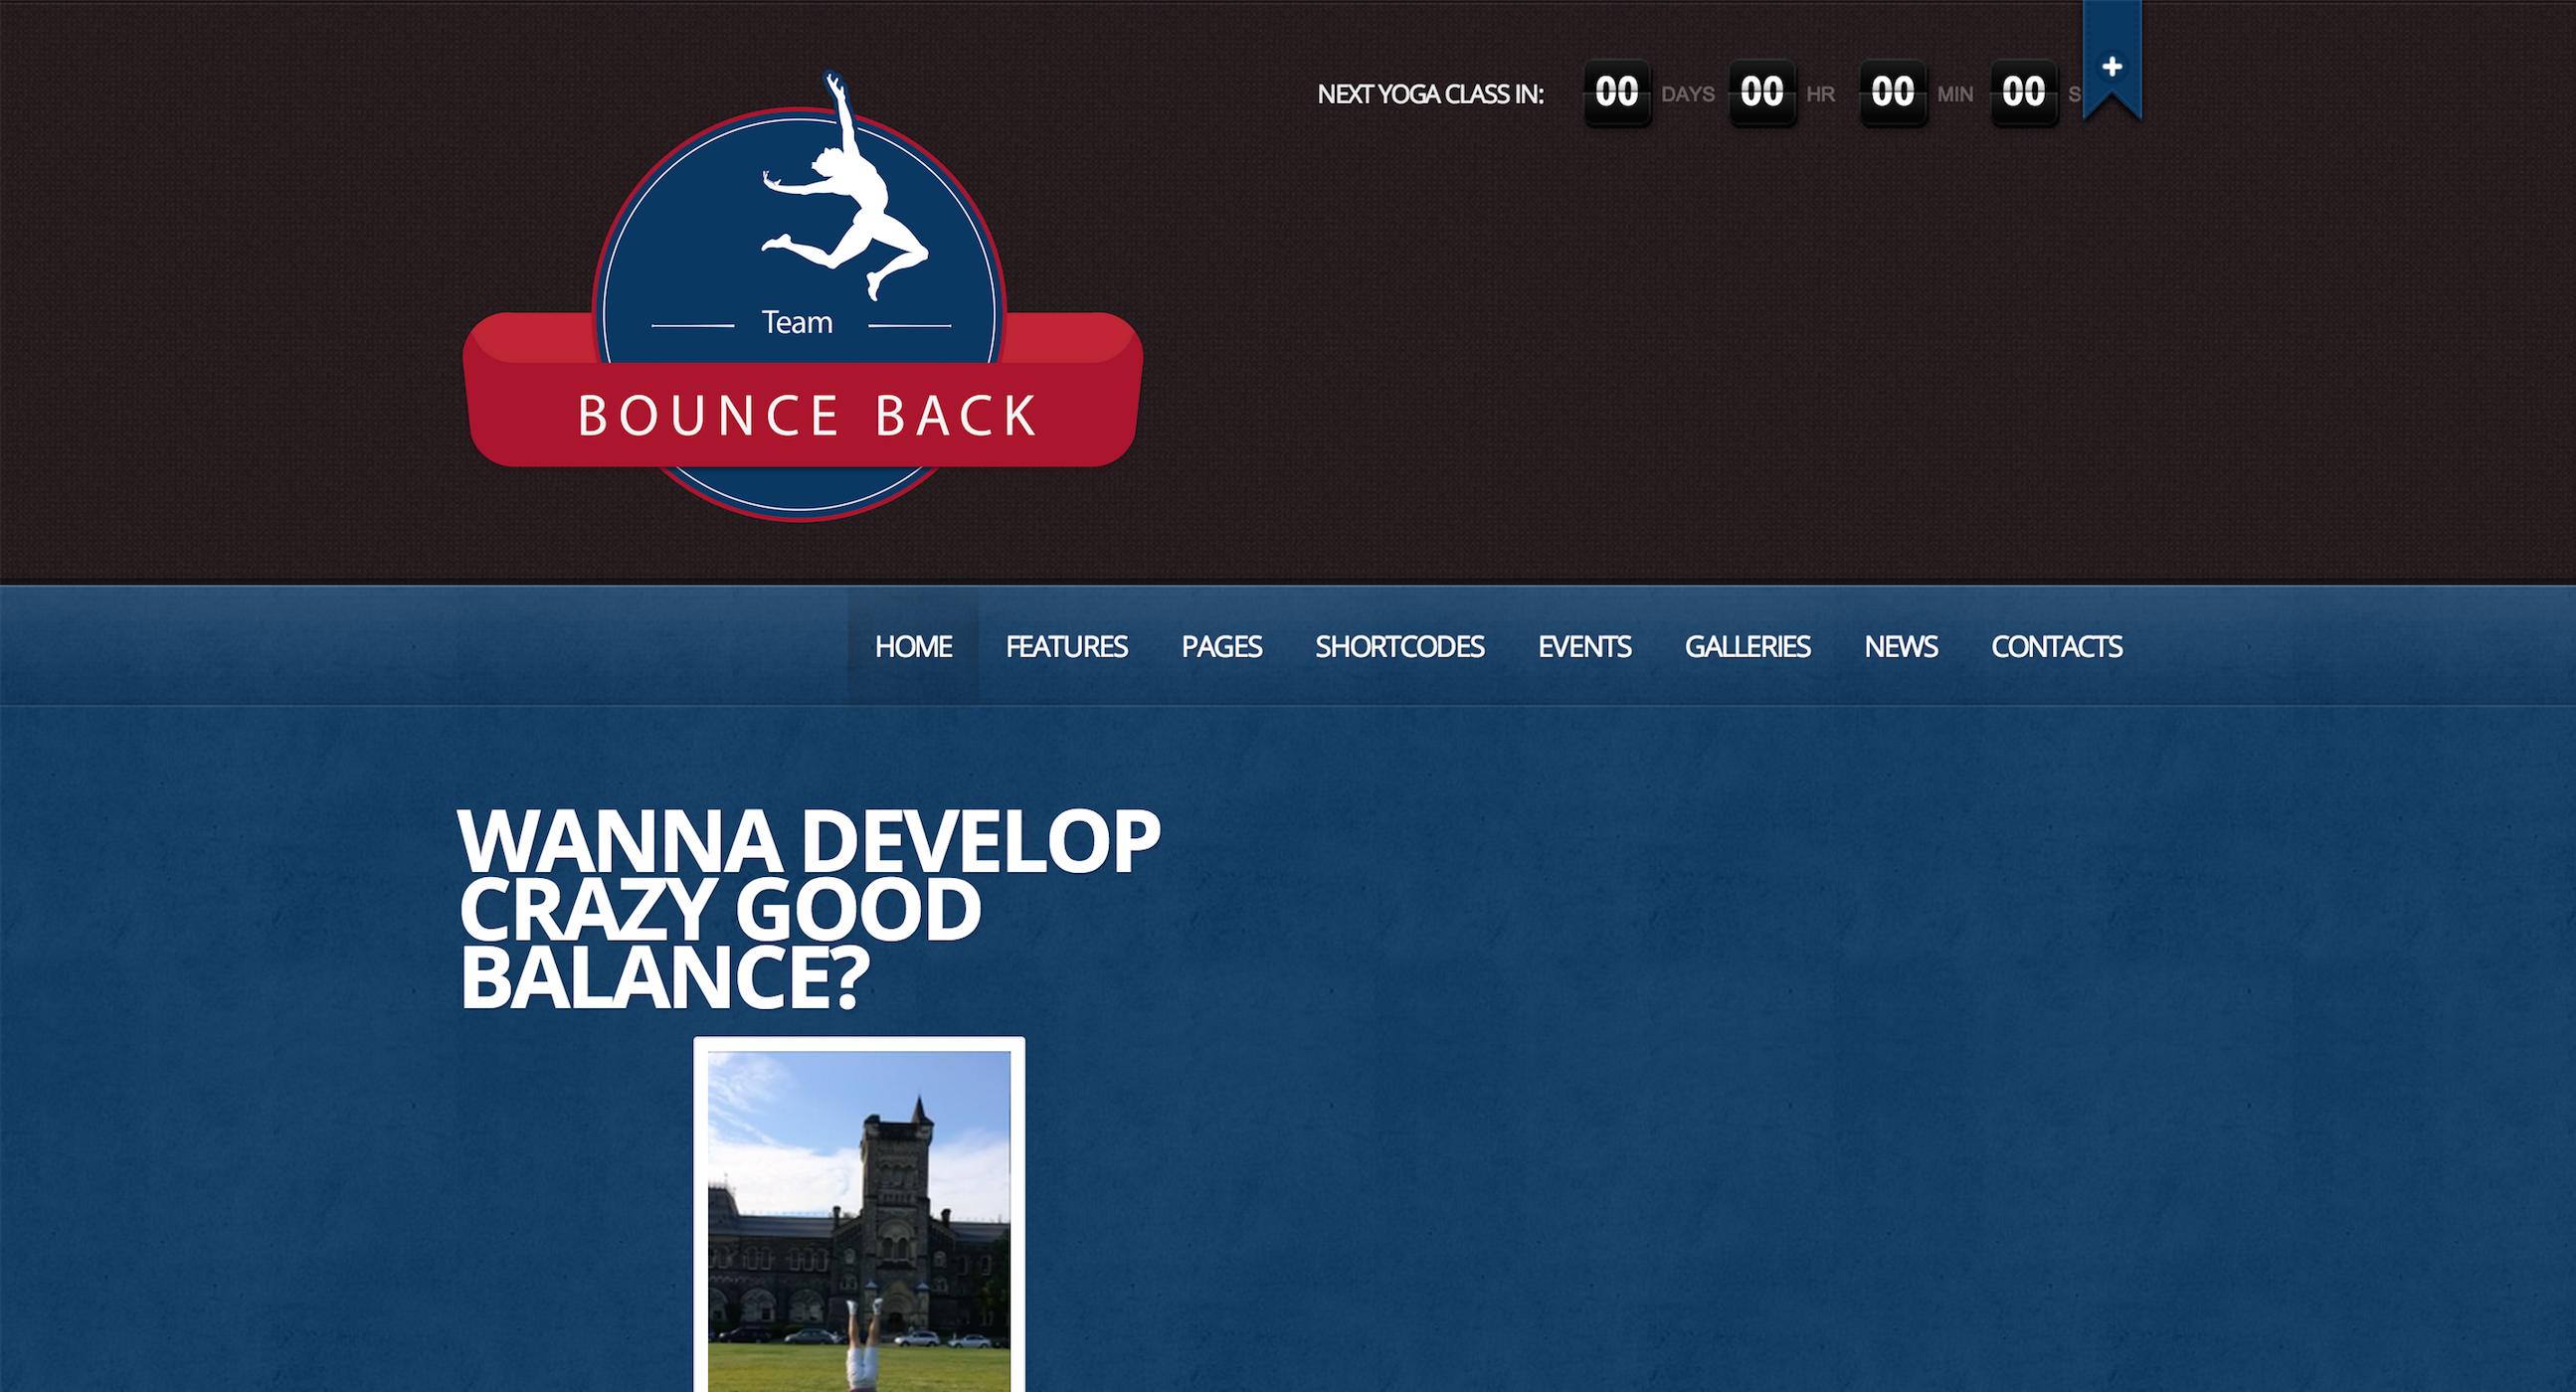 NEXT YOGA CLASS IN: 00 DAYS 00 HR 00 MIN 00 S
Team
BOUNCE BACK
HOME FEATURES PAGES SHORTCODES EVENTS GALLERIES NEWS CONTACTS
WANNA DEVELOP
CRAZY GOOD
BALANCE?